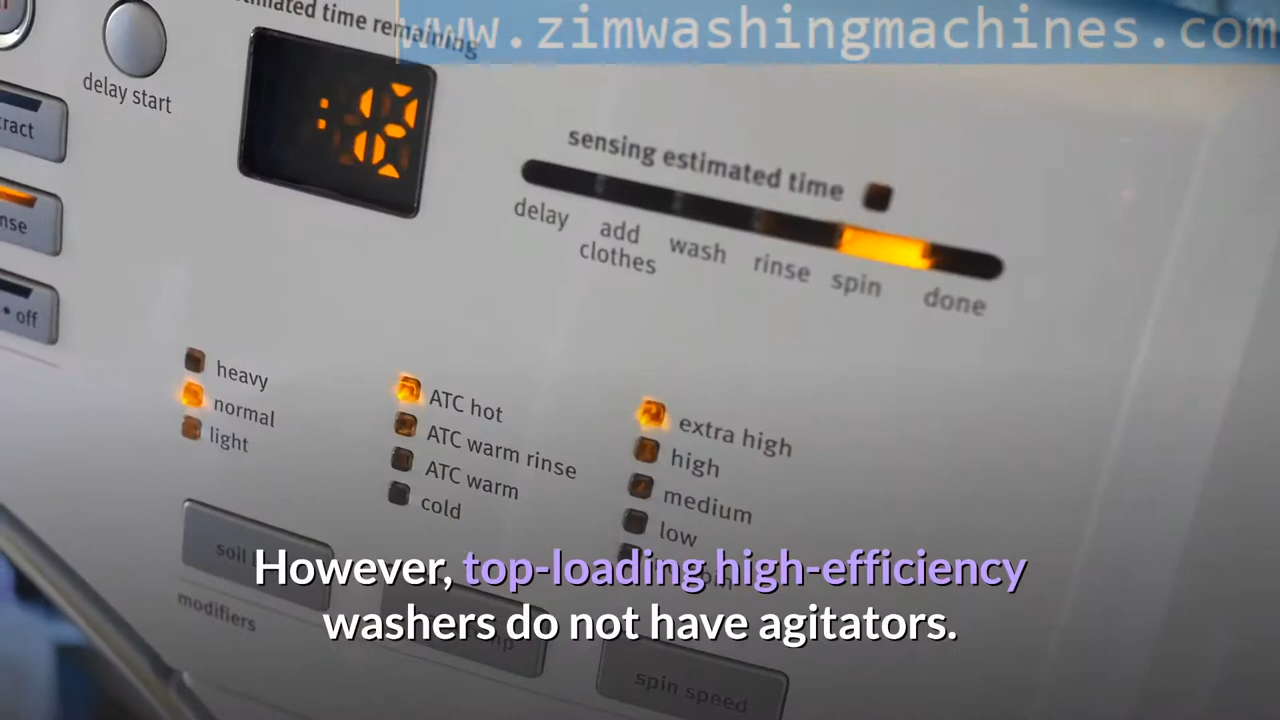 www.zimwashingmachines.com
time remaining
delay start
sensing estimated time
delay
add
clothes
wash
rinse
spin
done
off
heavy
normal
light
ATC hot
ATC warm rinse
ATC warm
cold
extra high
high
medium
low
soil
modifiers
spin speed
However, top-loading high-efficiency
washers do not have agitators.